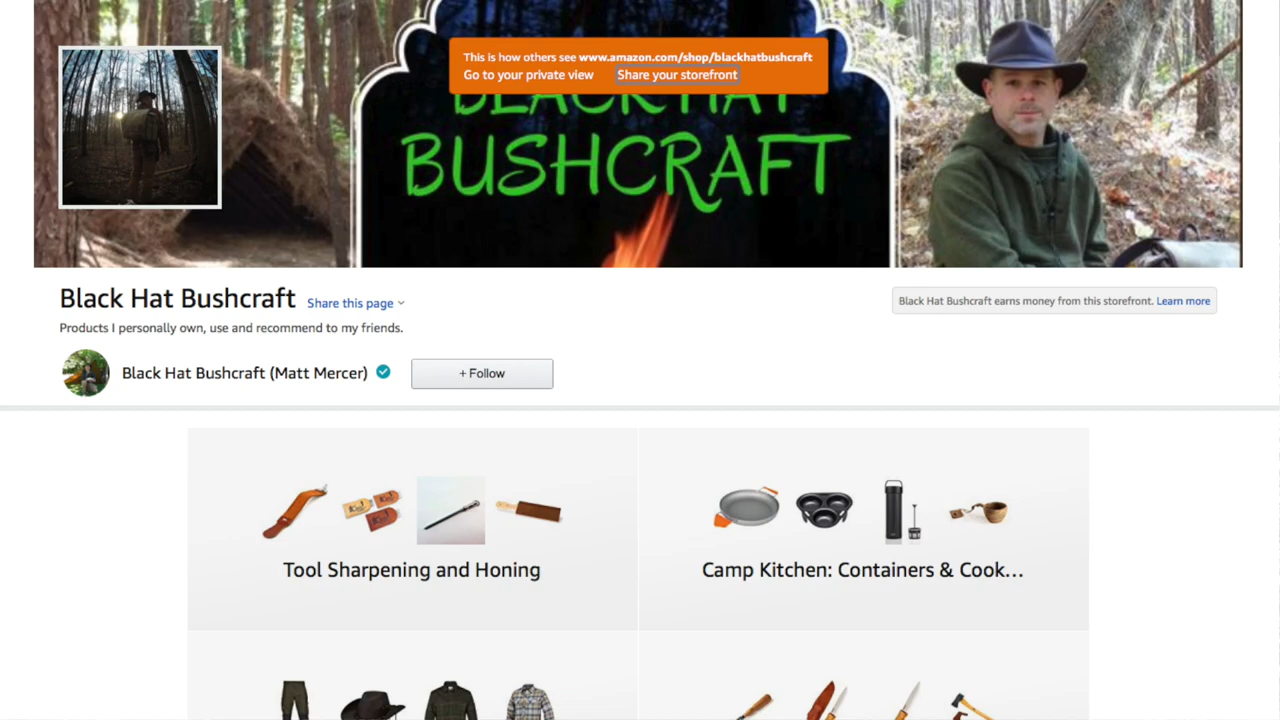 This is how others see www.amazon.com/shop/blackhatbushcraft
Go to your private view Share your storefront
BLACK HAT
BUSHCRAFT
Black Hat Bushcraft Share this page
Black Hat Bushcraft earns money from this storefront. Learn more
Products I personally own, use and recommend to my friends.
Black Hat Bushcraft (Matt Mercer) + Follow
Tool Sharpening and Honing
Camp Kitchen: Containers & Cook...